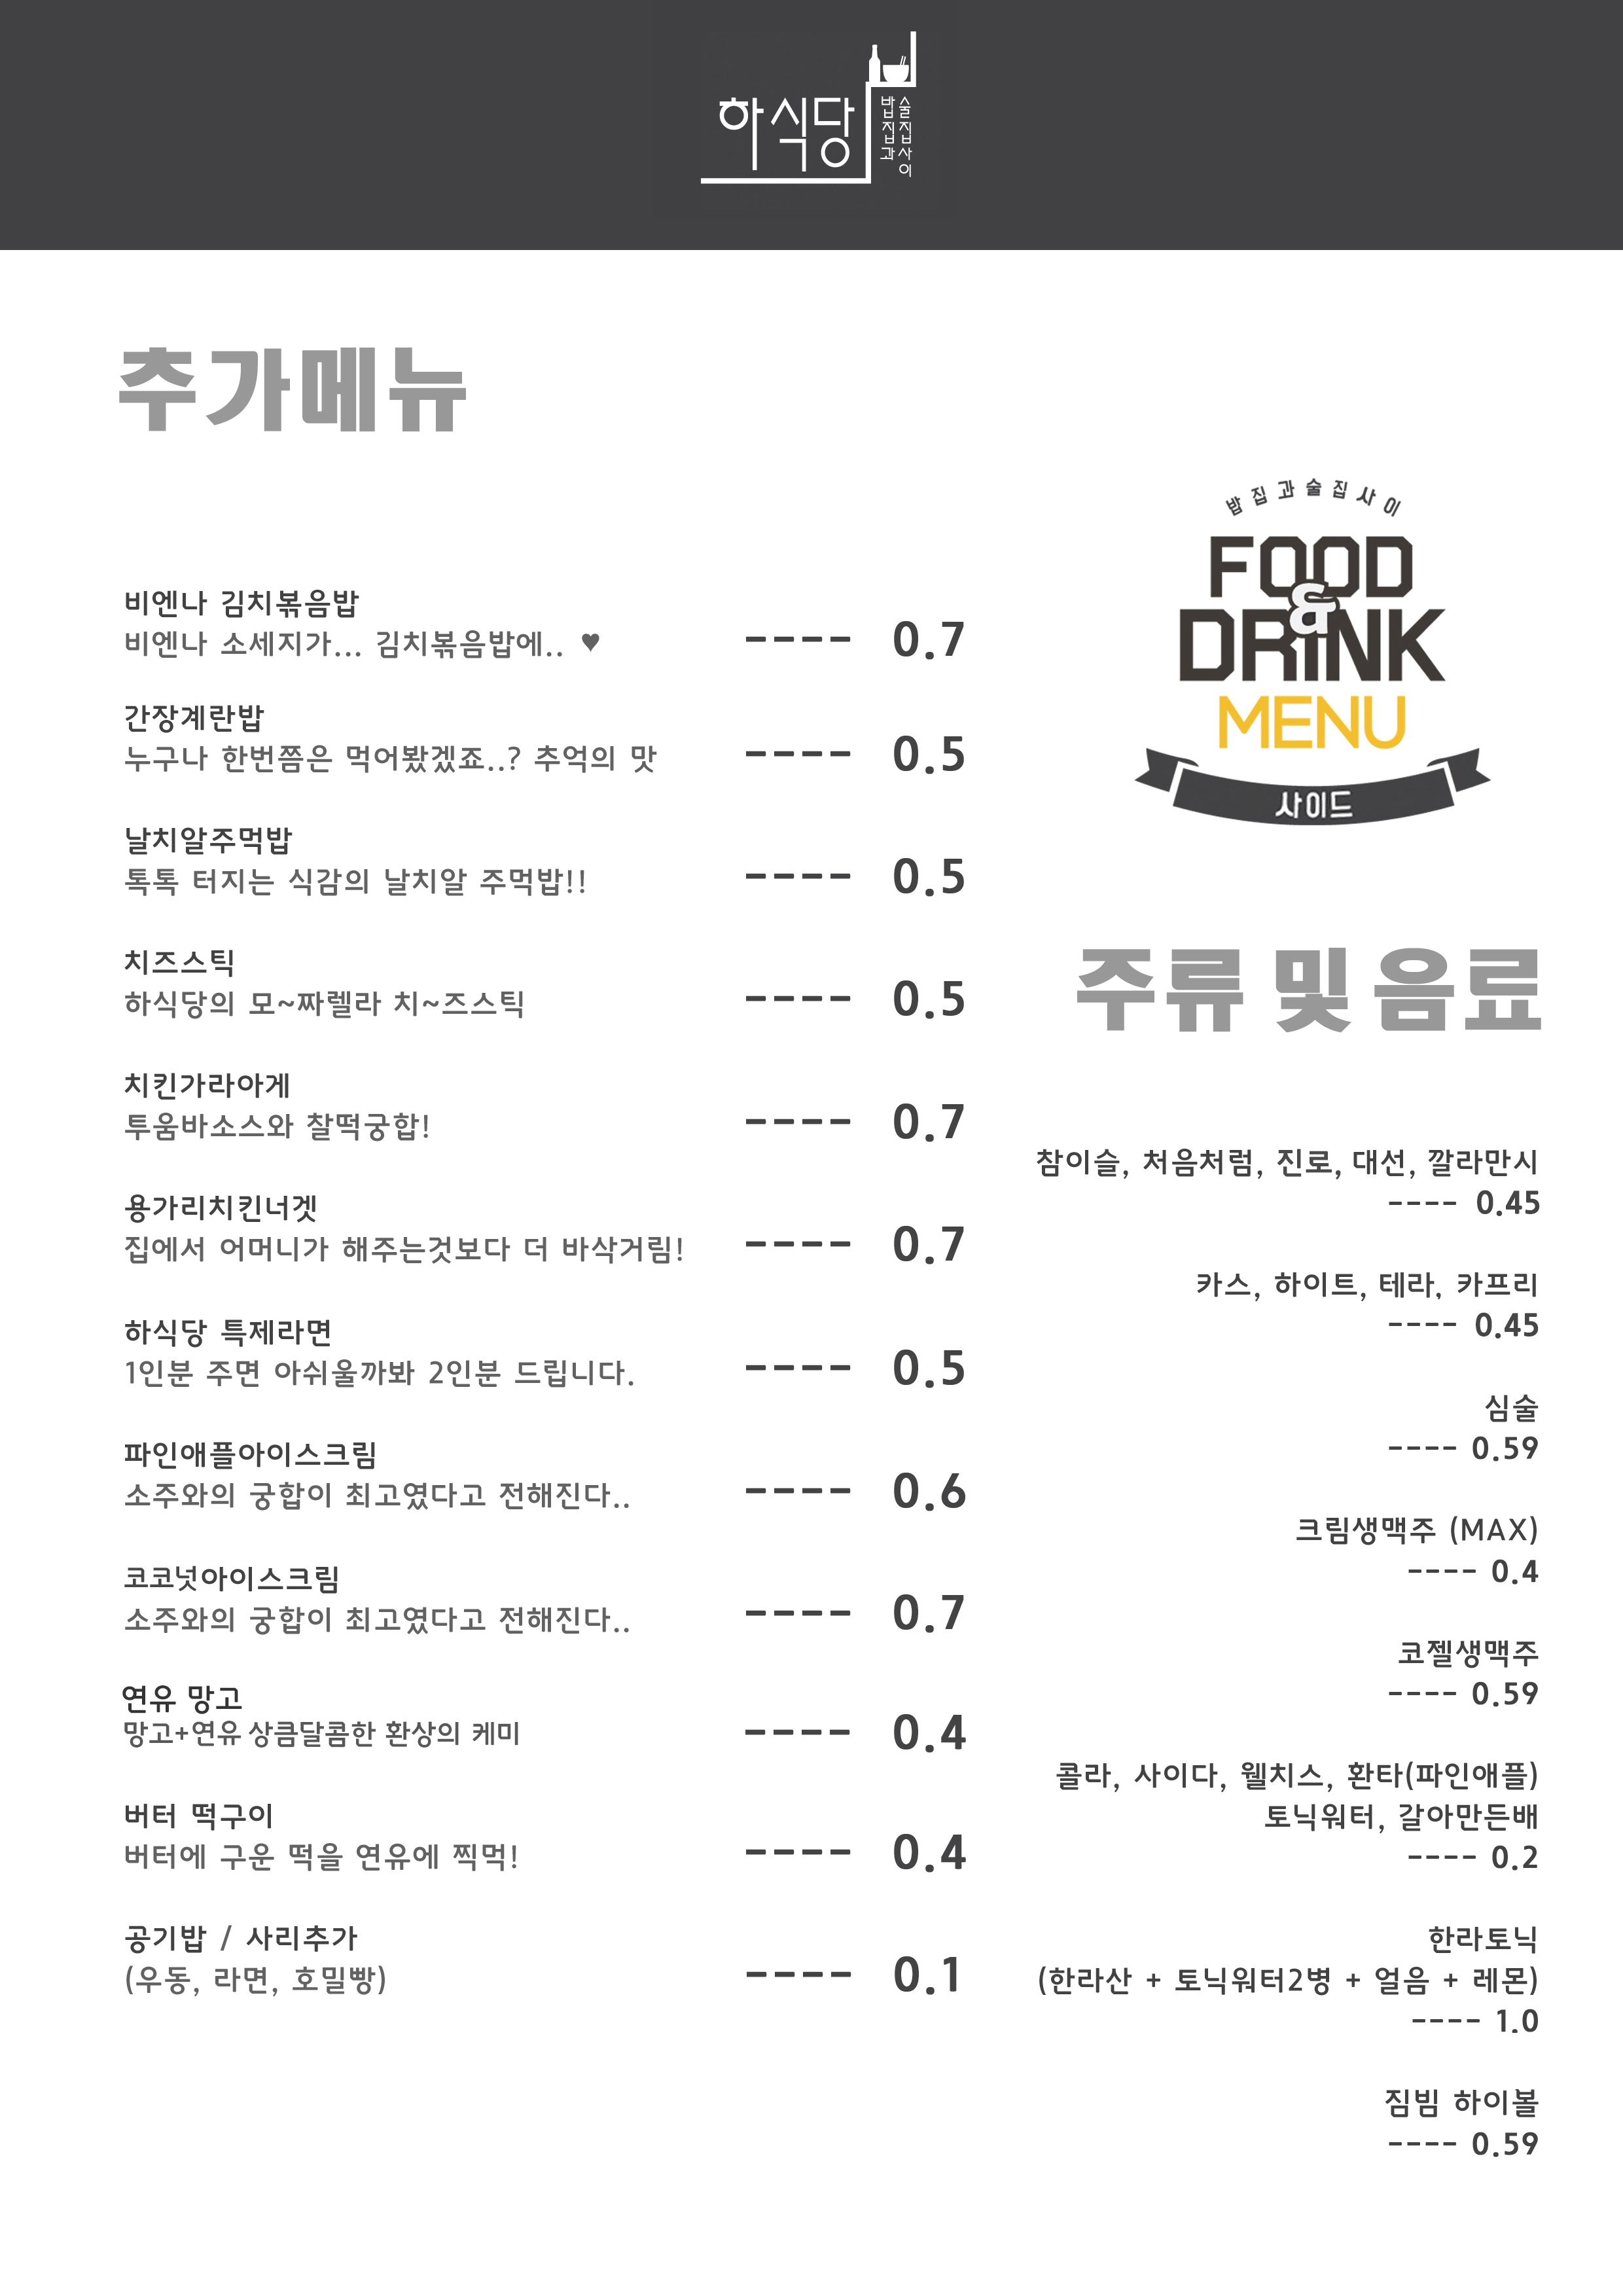 하식당
밥집과
술집사이
추가메뉴
비엔나 김치볶음밥
비엔나 소세지가... 김치볶음밥에.. ♥ ---- 0.7
간장계란밥
누구나 한번쯤은 먹어봤겠죠..? 추억의 맛 ---- 0.5
날치알주먹밥
톡톡 터지는 식감의 날치알 주먹밥!! ---- 0.5
치즈스틱
하식당의 모~짜렐라 치~즈스틱 ---- 0.5
치킨가라아게
투움바소스와 찰떡궁합! ---- 0.7
용가리치킨너겟
집에서 어머니가 해주는것보다 더 바삭거림! ---- 0.7
하식당 특제라면
1인분 주면 아쉬울까봐 2인분 드립니다. ---- 0.5
파인애플아이스크림
소주와의 궁합이 최고였다고 전해진다.. ---- 0.6
코코넛아이스크림
소주와의 궁합이 최고였다고 전해진다.. ---- 0.7
연유 망고
망고+연유 상큼달콤한 환상의 케미 ---- 0.4
버터 떡구이
버터에 구운 떡을 연유에 찍먹! ---- 0.4
공기밥 / 사리추가
(우동, 라면, 호밀빵) ---- 0.1
밥집과술집사이
FOOD
&
DRINK
MENU
사이드
주류 및 음료
참이슬, 처음처럼, 진로, 대선, 깔라만시
---- 0.45
카스, 하이트, 테라, 카프리
---- 0.45
심술
---- 0.59
크림생맥주 (MAX)
---- 0.4
코젤생맥주
---- 0.59
콜라, 사이다, 웰치스, 환타(파인애플)
토닉워터, 갈아만든배
---- 0.2
한라토닉
(한라산 + 토닉워터2병 + 얼음 + 레몬)
---- 1.0
짐빔 하이볼
---- 0.59